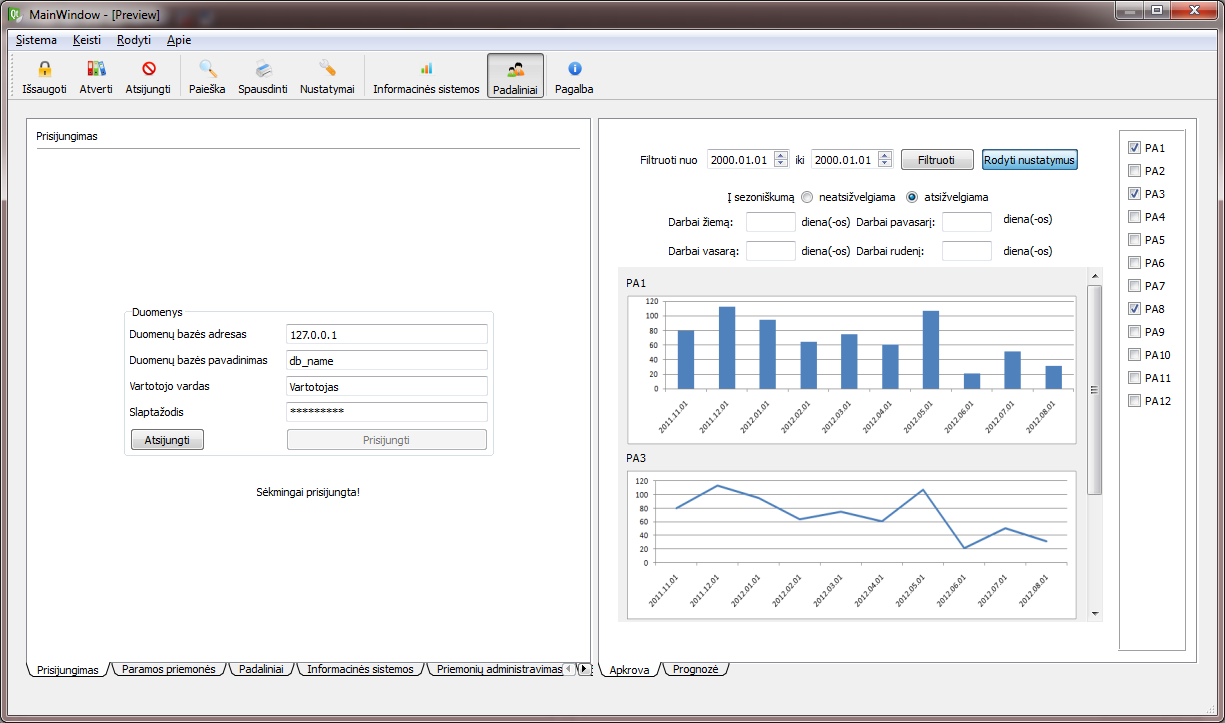 MainWindow - [Preview]
Sistema Keisti Rodyti Apie
Išsaugoti Atverti Atsijungti Paieška Spausdinti Nustatymai Informacinės sistemos Padaliniai Pagalba
Prisijungimas
Duomenys
Duomenų bazės adresas 127.0.0.1
Duomenų bazės pavadinimas db_name
Vartotojo vardas Vartotojas
Slaptažodis *********
Atsijungti Prisijungti
Sėkmingai prisijungta!
Prisijungimas Paramos priemonės Padaliniai Informacinės sistemos Priemonių administravimas
Filtruoti nuo 2000.01.01 iki 2000.01.01 Filtruoti Rodyti nustatymus
Į sezoniškumą neatsižvelgiama atsižvelgiama
Darbai žiemą: diena(-os) Darbai pavasarį: diena(-os)
Darbai vasarą: diena(-os) Darbai rudenį: diena(-os)
PA1
120
100
80
60
40
20
0
2011.11.01 2011.12.01 2012.01.01 2012.02.01 2012.03.01 2012.04.01 2012.05.01 2012.06.01 2012.07.01 2012.08.01
PA3
120
100
80
60
40
20
0
2011.11.01 2011.12.01 2012.01.01 2012.02.01 2012.03.01 2012.04.01 2012.05.01 2012.06.01 2012.07.01 2012.08.01
Apkrova Prognozė
PA1
PA2
PA3
PA4
PA5
PA6
PA7
PA8
PA9
PA10
PA11
PA12